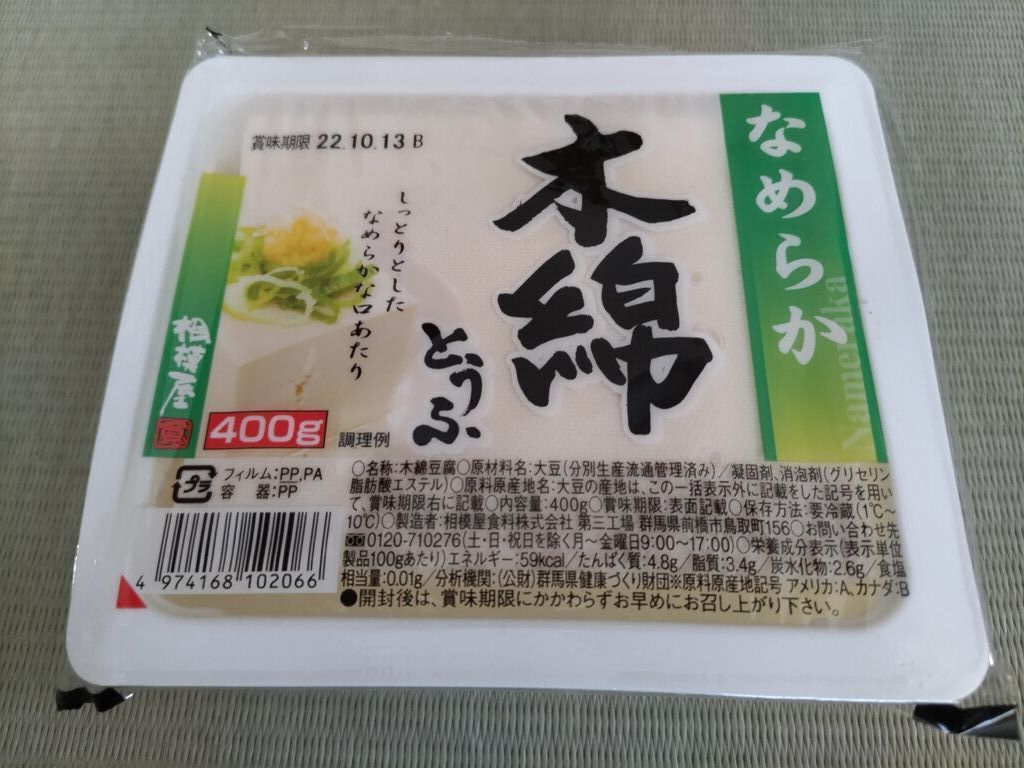 賞味期限 22.10.13 B
なめらか
Nameraka
木綿
とうふ
しっとりとした
なめらかな口あたり
相模屋
400g
調理例
プラ
フィルム:PP,PA
容 器:PP
○名称:木綿豆腐○原材料名:大豆(分別生産流通管理済み)/凝固剤、消泡剤(グリセリン
脂肪酸エステル)○原料原産地名:大豆の産地は、この一括表示外に記載をした記号を用い
て、賞味期限右に記載○内容量:400g○賞味期限:表面記載○保存方法:要冷蔵(1℃~
10℃)○製造者:相模屋食料株式会社 第三工場 群馬県前橋市鳥取町156○お問い合わせ先
0120-710276(土・日・祝日を除く月~金曜日9:00~17:00)○栄養成分表示(表示単位
製品100gあたり)エネルギー:59kcal/たんぱく質:4.8g/脂質:3.4g/炭水化物:2.6g/食塩
相当量:0.01g/分析機関:(公財)群馬県健康づくり財団※原料原産地記号 アメリカ:A、カナダ:B
●開封後は、賞味期限にかかわらずお早めにお召し上がり下さい。
4 974168 102066